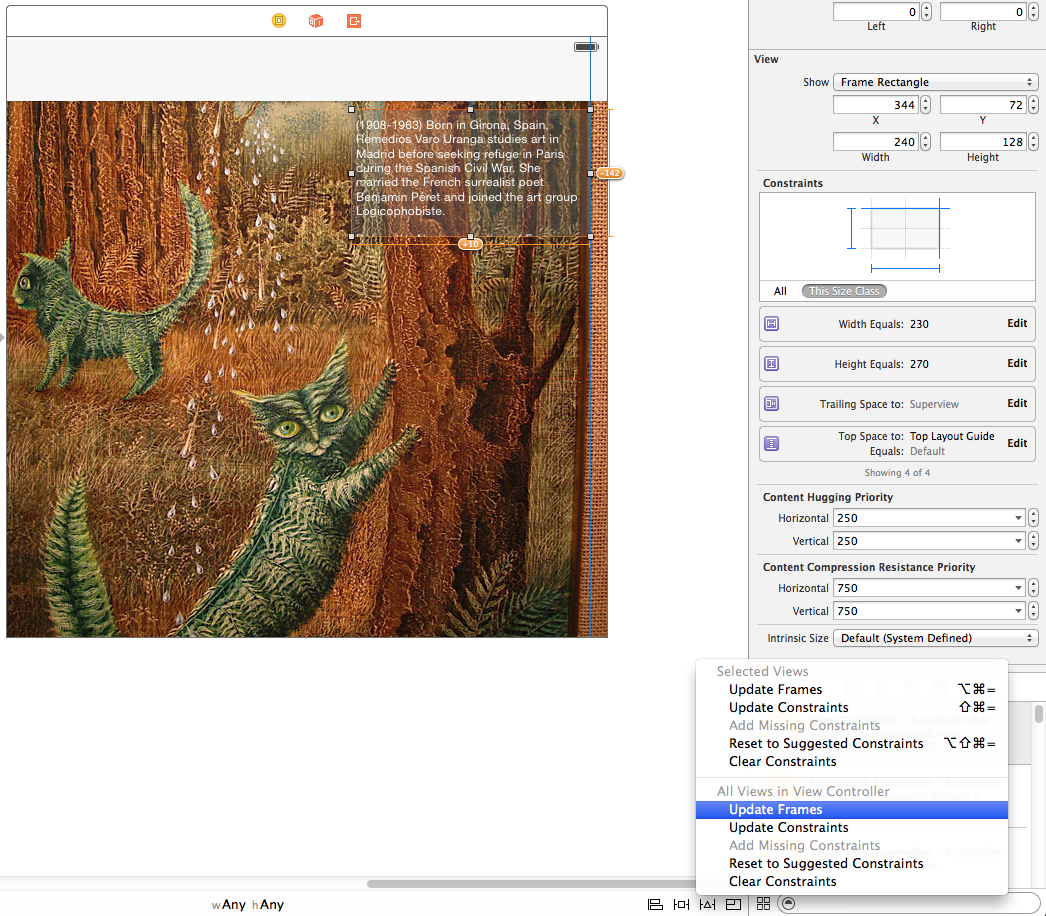 0 0
Left Right
View
Show Frame Rectangle
344 72
X Y
240 128
Width Height
Constraints
All This Size Class
Width Equals: 230 Edit
Height Equals: 270 Edit
Trailing Space to: Superview Edit
Top Space to: Top Layout Guide Edit
Equals: Default
Showing 4 of 4
Content Hugging Priority
Horizontal 250
Vertical 250
Content Compression Resistance Priority
Horizontal 750
Vertical 750
Intrinsic Size Default (System Defined)
(1908-1963) Born in Girona, Spain,
Remedios Varo Uranga studies art in
Madrid before seeking refuge in Paris
during the Spanish Civil War. She
married the French surrealist poet
Benjamin Péret and joined the art group
Logicophobiste.
-142
+10
Selected Views
Update Frames ⌥⌘=
Update Constraints ⇧⌘=
Add Missing Constraints
Reset to Suggested Constraints ⌥⇧⌘=
Clear Constraints
All Views in View Controller
Update Frames
Update Constraints
Add Missing Constraints
Reset to Suggested Constraints
Clear Constraints
wAny hAny